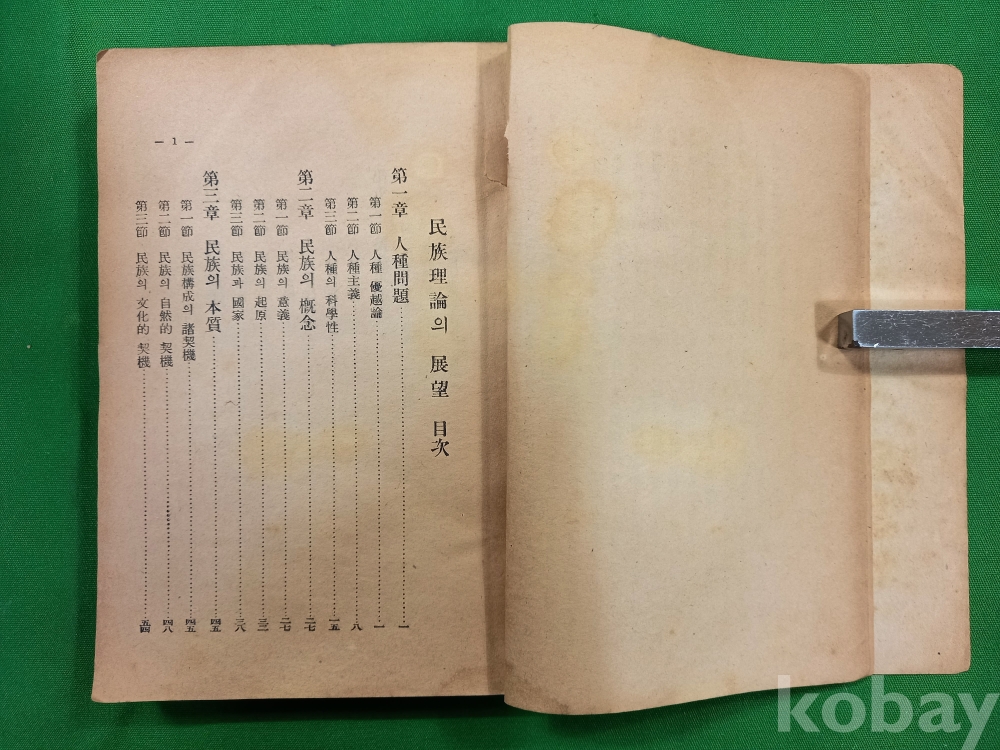 民族理論의 展望 目次
第一章 人種問題……一
第一節 人種 優越論……一
第二節 人種主義……八
第三節 人種의 科學性……一五
第二章 民族의 槪念……二七
第一節 民族의 意義……二七
第二節 民族의 起原……三二
第三節 民族과 國家……三八
第三章 民族의 本質……四五
第一節 民族構成의 諸契機……四五
第二節 民族의 自然的 契機……四八
第三節 民族의 文化的 契機……五四
— 1 —
kobay